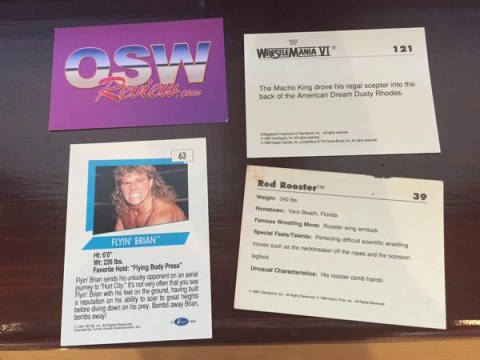 OSW
Review.com
WRESTLEMANIA VI®
121
The Macho King drove his regal scepter into the
back of the American Dream Dusty Rhodes.
63
FLYIN' BRIAN™
Ht: 6'0"
Wt: 226 lbs.
Favorite Hold: "Flying Body Press"
Flyin' Brian sends his unlucky opponent on an aerial
journey to "Hurt City." It's not very often that you see
Flyin' Brian with his feet on the ground, having built
a reputation on his ability to soar to great heights
before diving down on his prey. Bombs away Brian,
bombs away!
Red Rooster™
39
Weight: 240 lbs.
Hometown: Vero Beach, Florida
Famous Wrestling Move: Rooster wing armlock
Special Feats/Talents: Perfecting difficult scientific wrestling
moves such as the neckbreaker off the ropes and the scorpion
leglock
Unusual Characteristics: His rooster comb hairdo